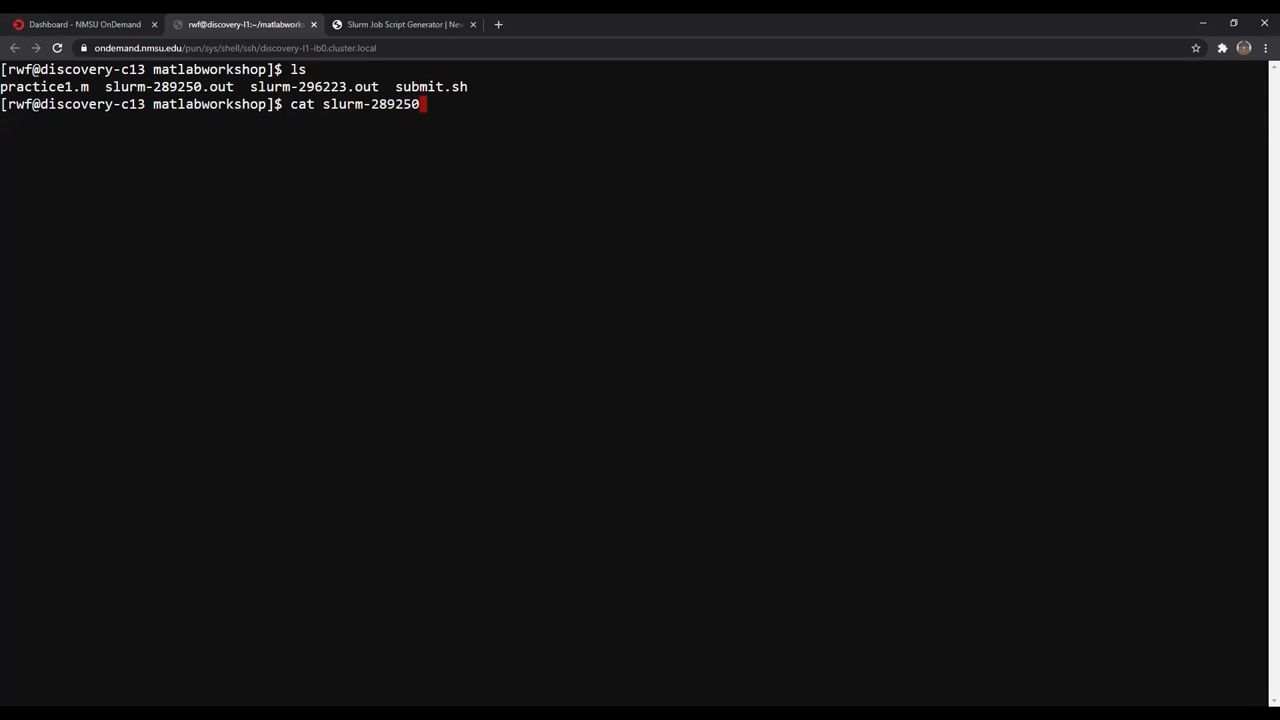 Dashboard - NMSU OnDemand
rwf@discovery-l1:~/matlabworks
Slurm Job Script Generator | New
ondemand.nmsu.edu/pun/sys/shell/ssh/discovery-l1-ib0.cluster.local
[rwf@discovery-c13 matlabworkshop]$ ls
practice1.m slurm-289250.out slurm-296223.out submit.sh
[rwf@discovery-c13 matlabworkshop]$ cat slurm-289250